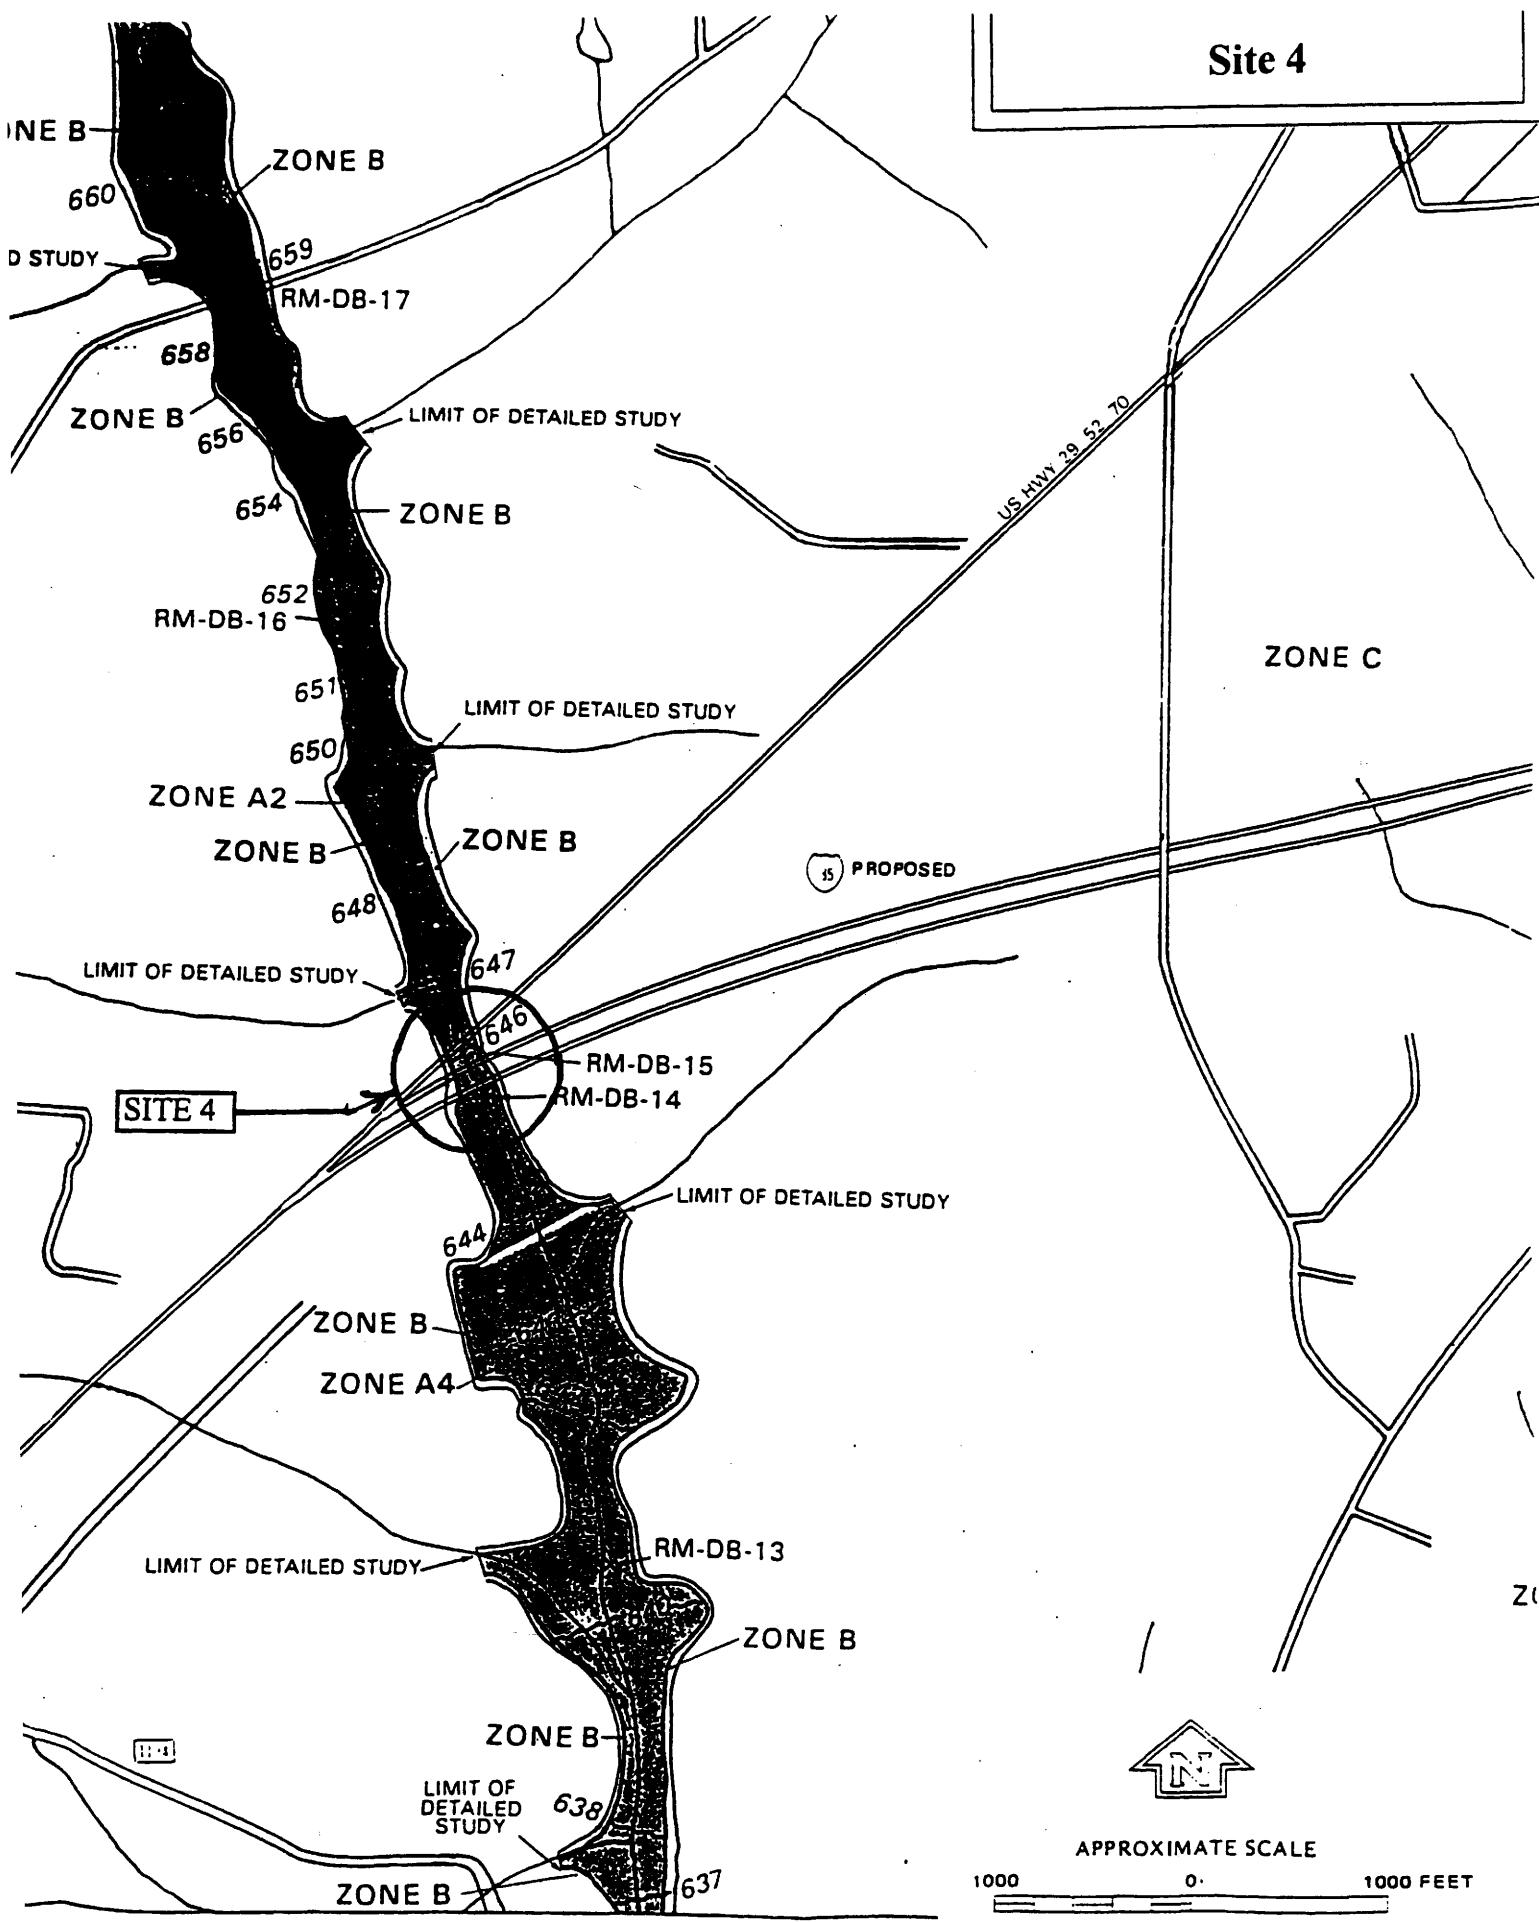 Site 4
ONE B
ZONE B
660
659
D STUDY
RM-DB-17
658
ZONE B
LIMIT OF DETAILED STUDY
656
US HWY 29 52 70
654
ZONE B
652
RM-DB-16
ZONE C
651
LIMIT OF DETAILED STUDY
650
ZONE A2
ZONE B
ZONE B
PROPOSED
648
647
LIMIT OF DETAILED STUDY
646
RM-DB-15
RM-DB-14
SITE 4
LIMIT OF DETAILED STUDY
644
ZONE B
ZONE A4
RM-DB-13
LIMIT OF DETAILED STUDY
ZONE B
ZONE B
LIMIT OF
DETAILED
STUDY
638
N
APPROXIMATE SCALE
1000 0 1000 FEET
637
ZONE B